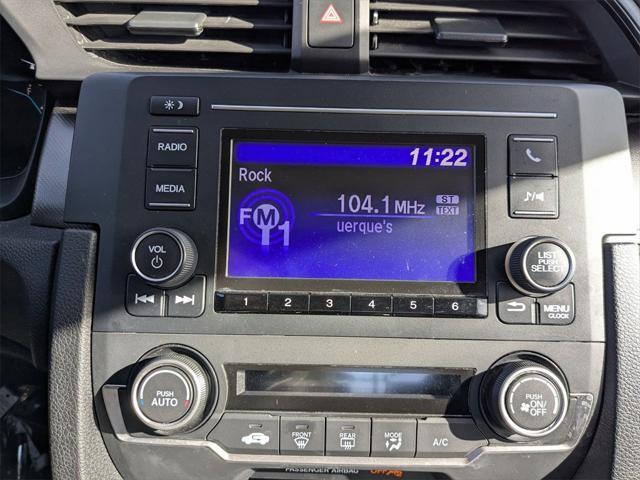 RADIO
MEDIA
VOL
11:22
Rock
FM1
104.1 MHz
ST
TEXT
uerque's
LIST
PUSH
SELECT
MENU
CLOCK
1 2 3 4 5 6
PUSH
AUTO
FRONT
REAR
MODE
A/C
PUSH
ON/
OFF
PASSENGER AIRBAG
OFF